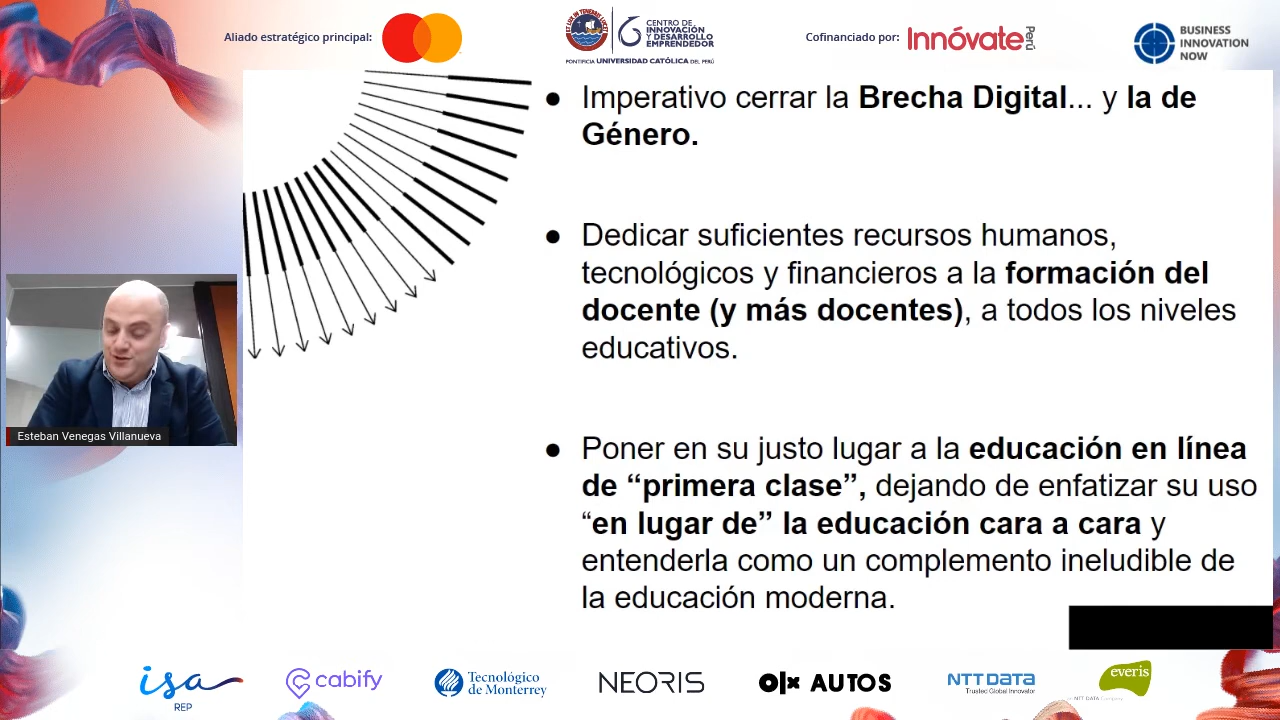 Aliado estratégico principal:
CENTRO DE
INNOVACIÓN
Y DESARROLLO
EMPRENDEDOR
PONTIFICIA UNIVERSIDAD CATÓLICA DEL PERÚ
Cofinanciado por:
Innóvate Perú
BUSINESS
INNOVATION
NOW
● Imperativo cerrar la Brecha Digital... y la de
Género.
● Dedicar suficientes recursos humanos,
tecnológicos y financieros a la formación del
docente (y más docentes), a todos los niveles
educativos.
● Poner en su justo lugar a la educación en línea
de “primera clase”, dejando de enfatizar su uso
“en lugar de” la educación cara a cara y
entenderla como un complemento ineludible de
la educación moderna.
Esteban Venegas Villanueva
isa
REP
cabify
Tecnológico
de Monterrey
NEORIS
olx AUTOS
NTT DATA
Trusted Global Innovator
everis
an NTT DATA Company